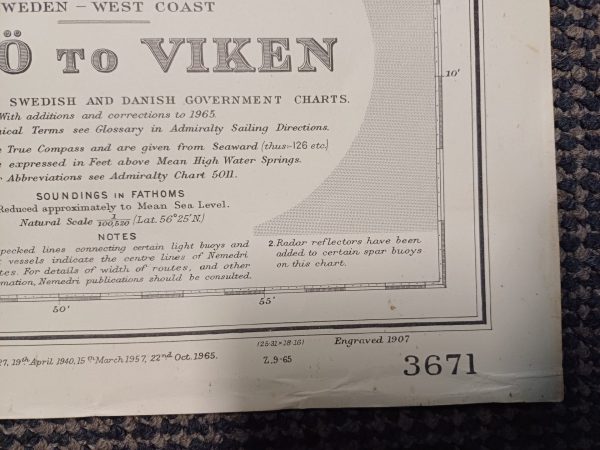 WEDEN – WEST COAST
Ö TO VIKEN
SWEDISH AND DANISH GOVERNMENT CHARTS.
With additions and corrections to 1965.
ical Terms see Glossary in Admiralty Sailing Directions.
e True Compass and are given from Seaward (thus:-126 etc.)
expressed in Feet above Mean High Water Springs.
r Abbreviations see Admiralty Chart 5011.
SOUNDINGS IN FATHOMS
Reduced approximately to Mean Sea Level.
Natural Scale 1/100,520 (Lat. 56°25'N.)
NOTES
pecked lines connecting certain light buoys and
t vessels indicate the centre lines of Nemedri
tes. For details of width of routes, and other
mation, Nemedri publications should be consulted.
2. Radar reflectors have been
added to certain spar buoys
on this chart.
10'
50'
55'
27, 19th April 1940, 15th March 1957, 22nd Oct. 1965.
(25·31×18·16)
Z.9-65
Engraved 1907
3671